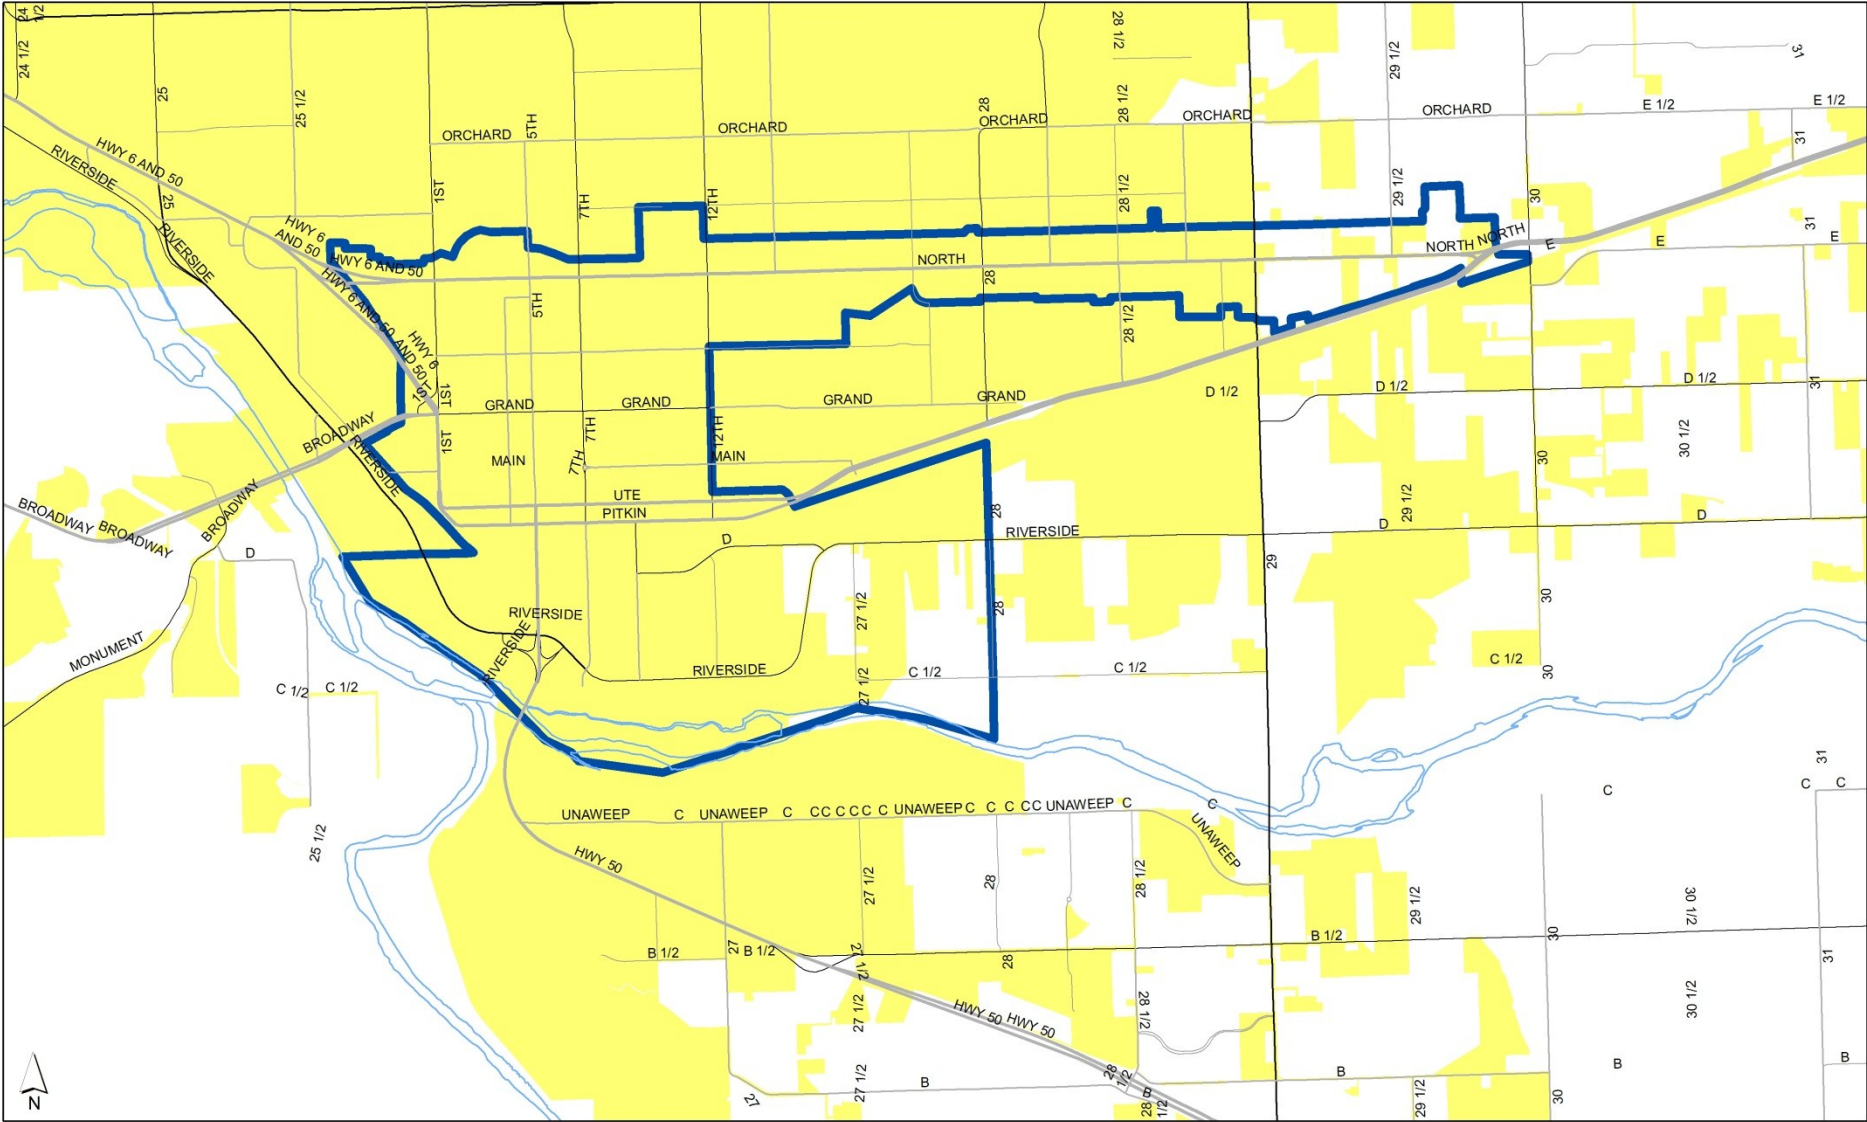 24
1/2
24 1/2
25
25 1/2
28 1/2
29 1/2
31
HWY 6 AND 50
RIVERSIDE
25
RIVERSIDE
ORCHARD
5TH
ORCHARD
28
ORCHARD
28 1/2
ORCHARD
ORCHARD
E 1/2
E 1/2
31
1ST
7TH
12TH
28 1/2
29 1/2
30
31
HWY 6
AND 50
HWY 6 AND 50
NORTH
NORTH
NORTH
E
E
E
HWY 6 AND 50
5TH
28
28 1/2
HWY 6
AND 50
1ST
1ST
GRAND
GRAND
GRAND
GRAND
D 1/2
D 1/2
D 1/2
31
BROADWAY
RIVERSIDE
1ST
7TH
12TH
30 1/2
MAIN
7TH
MAIN
30
UTE
PITKIN
28
29 1/2
BROADWAY
BROADWAY
BROADWAY
D
D
RIVERSIDE
D
D
29
RIVERSIDE
RIVERSIDE
27 1/2
28
30
MONUMENT
C 1/2
C 1/2
RIVERSIDE
27 1/2
C 1/2
C 1/2
C 1/2
30
31
25 1/2
UNAWEEP
C
UNAWEEP
C
C
C
C
C
C
C
UNAWEEP
C
C
C
C
C
UNAWEEP
C
C
C
C
C
UNAWEEP
HWY 50
27 1/2
28
28 1/2
29 1/2
30 1/2
B 1/2
27
B 1/2
27 1/2
28
B 1/2
30
31
27 1/2
28 1/2
30 1/2
HWY 50
HWY 50
27
27 1/2
B
28
1/2
B
28
1/2
B
29 1/2
B
30
B
N